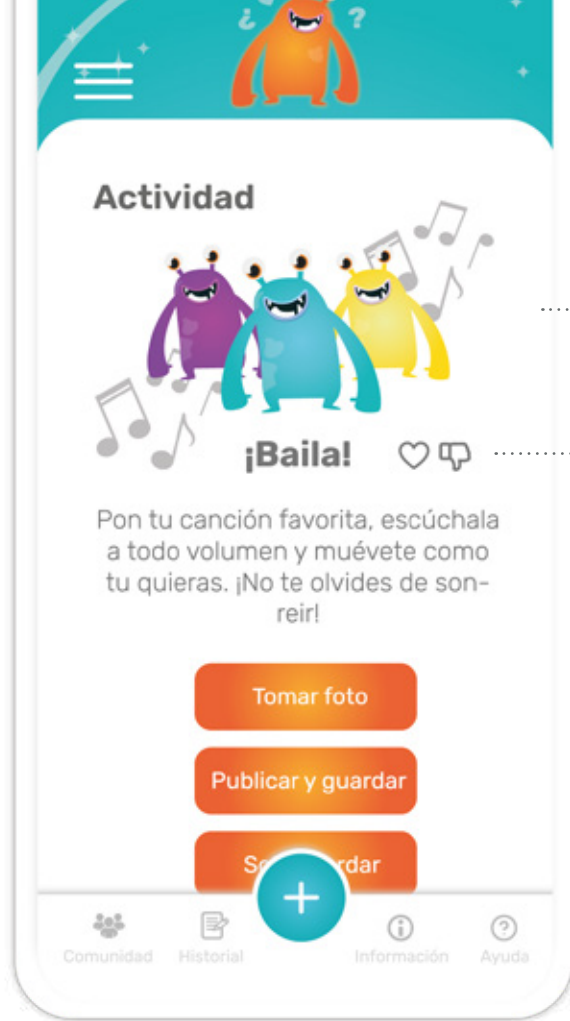 ¿ ?
Actividad
¡Baila!
Pon tu canción favorita, escúchala
a todo volumen y muévete como
tu quieras. ¡No te olvides de son-
reir!
Tomar foto
Publicar y guardar
Comunidad
Historial
Información
Ayuda